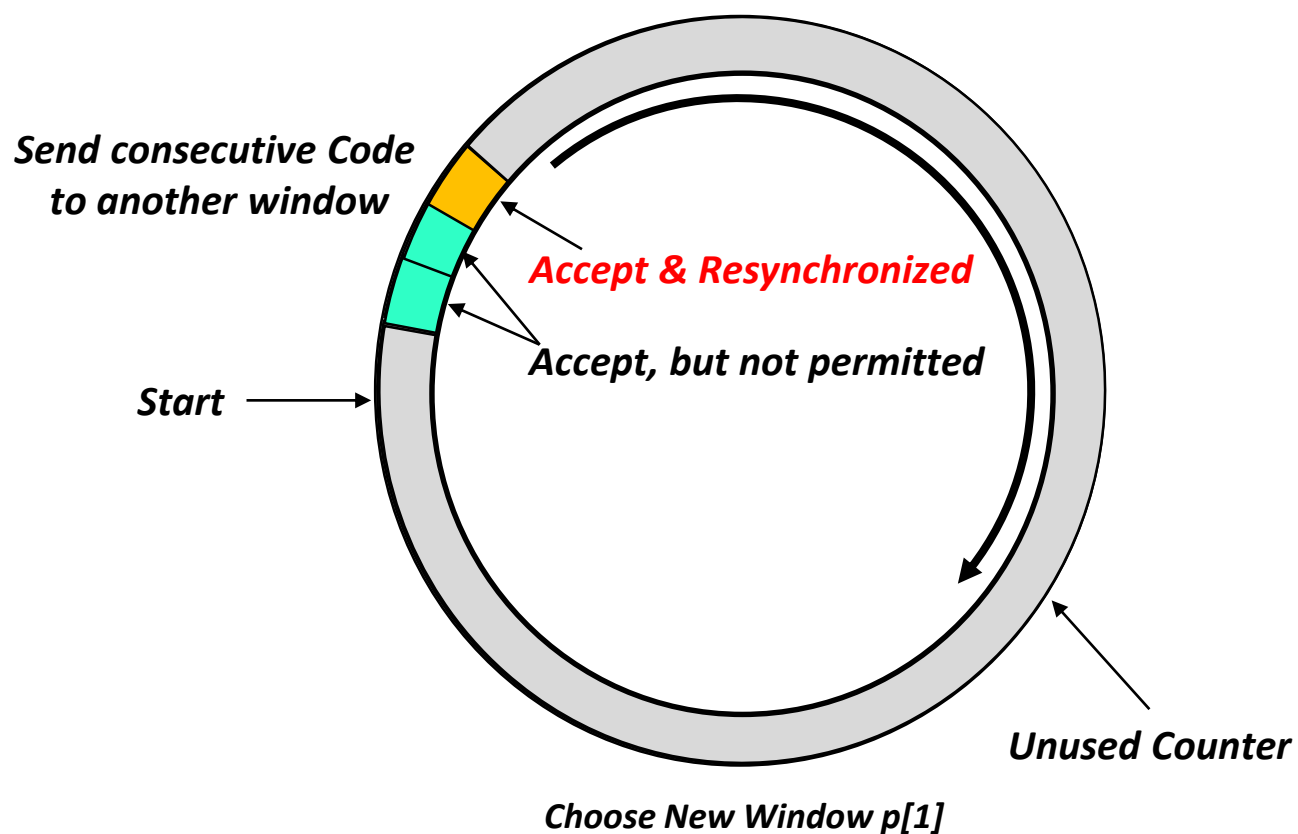 Send consecutive Code
to another window
Accept & Resynchronized
Accept, but not permitted
Start
Unused Counter
Choose New Window p[1]